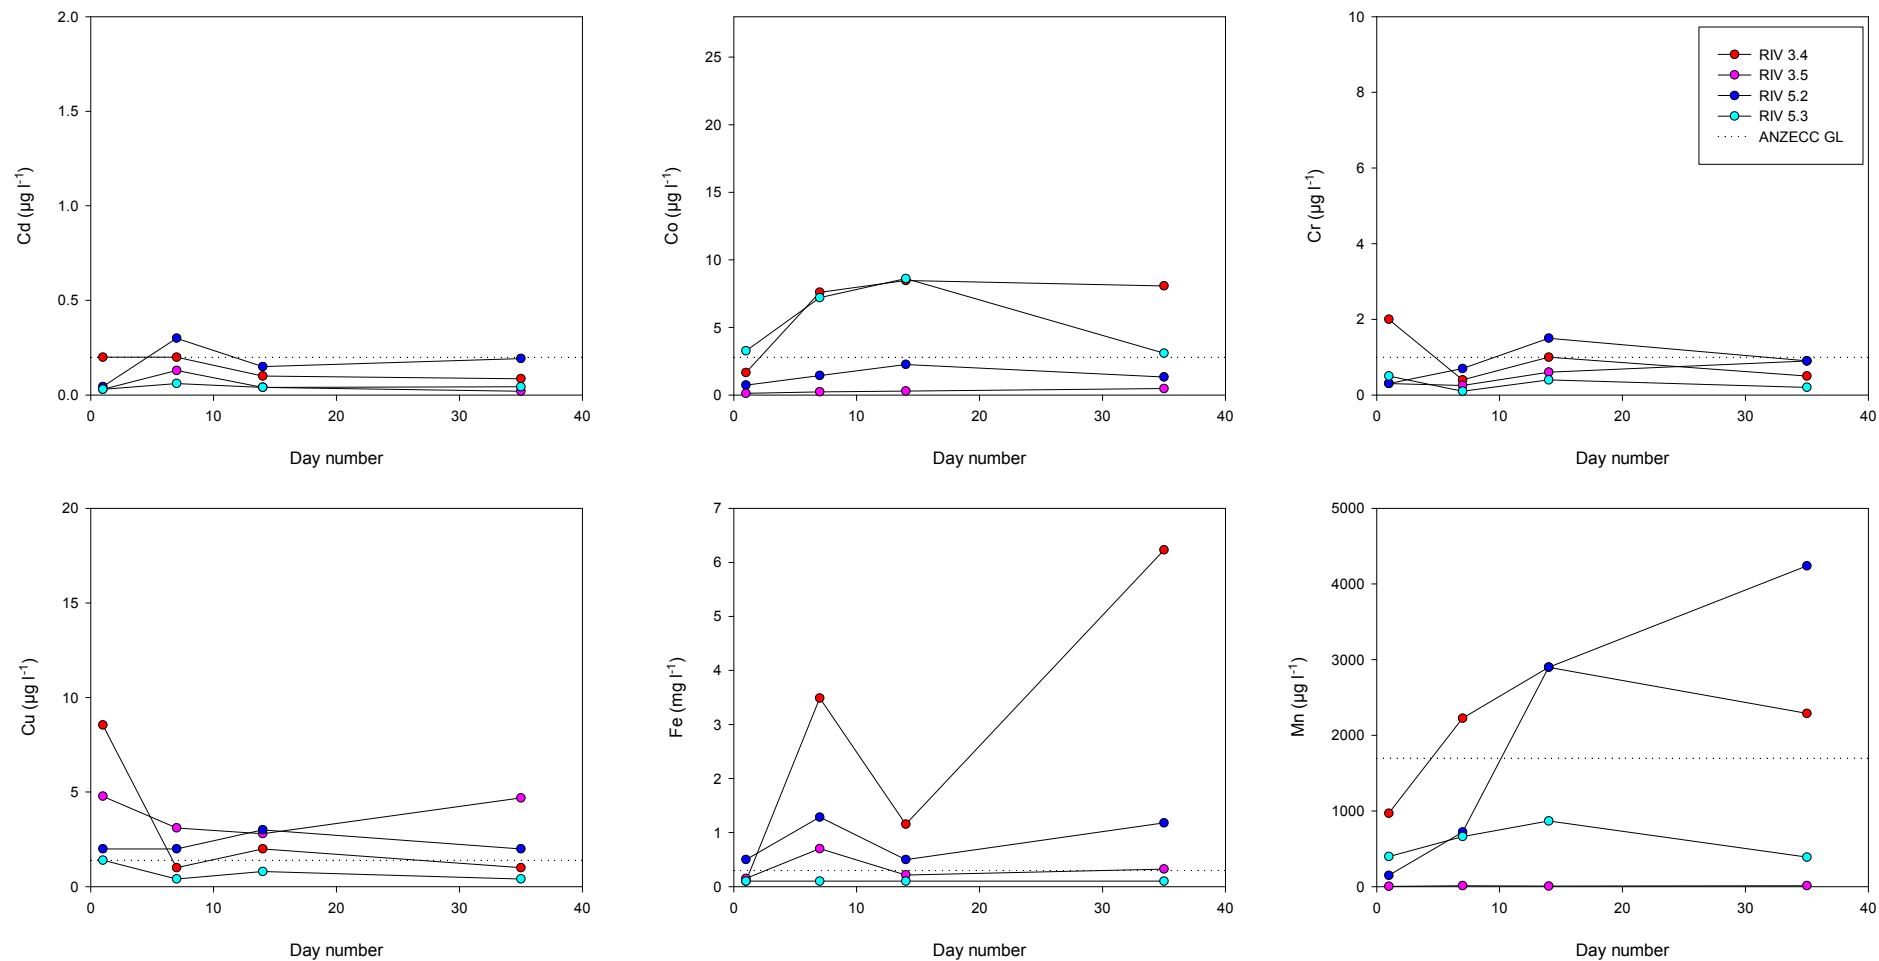 2.0
1.5
1.0
0.5
0.0
Cd (µg l-1)
0 10 20 30 40
Day number
25
20
15
10
5
0
Co (µg l-1)
0 10 20 30 40
Day number
10
8
6
4
2
0
Cr (µg l-1)
0 10 20 30 40
Day number
RIV 3.4
RIV 3.5
RIV 5.2
RIV 5.3
ANZECC GL
20
15
10
5
0
Cu (µg l-1)
0 10 20 30 40
Day number
7
6
5
4
3
2
1
0
Fe (mg l-1)
0 10 20 30 40
Day number
5000
4000
3000
2000
1000
0
Mn (µg l-1)
0 10 20 30 40
Day number